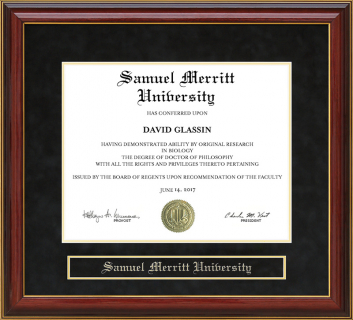 Samuel Merritt
University
HAS CONFERRED UPON
DAVID GLASSIN
HAVING DEMONSTRATED ABILITY BY ORIGINAL RESEARCH
IN BIOLOGY
THE DEGREE OF DOCTOR OF PHILOSOPHY
WITH ALL THE RIGHTS AND PRIVILEGES THERETO PERTAINING
ISSUED BY THE BOARD OF REGENTS UPON RECOMMENDATION OF THE FACULTY
JUNE 14, 2017
PROVOST
PRESIDENT
Samuel Merritt University